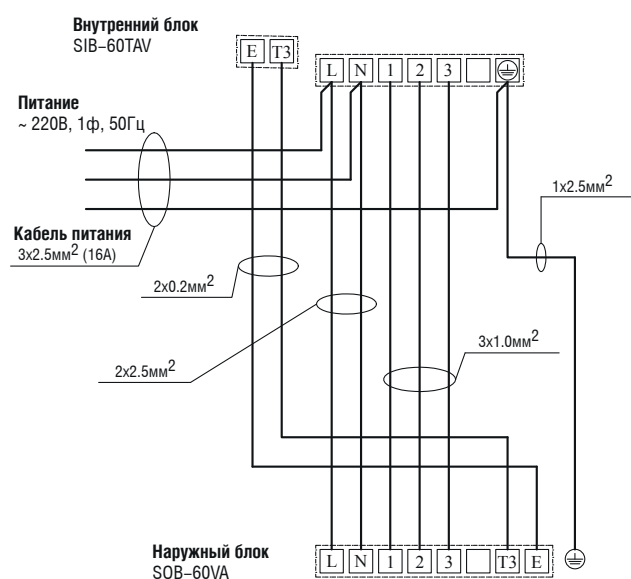 Внутренний блок
SIB–60TAV
E T3
L N 1 2 3
Питание
~ 220В, 1ф, 50Гц
1x2.5мм2
Кабель питания
3x2.5мм2 (16А)
2x0.2мм2
3x1.0мм2
2x2.5мм2
Наружный блок
SOB–60VA
L N 1 2 3 T3 E